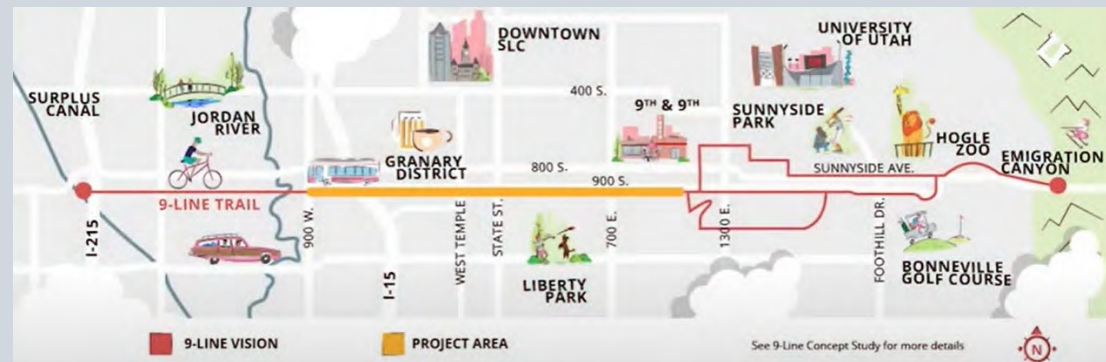 DOWNTOWN
SLC
UNIVERSITY
OF UTAH
400 S.
SURPLUS
CANAL
JORDAN
RIVER
9TH & 9TH
SUNNYSIDE
PARK
HOGLE
ZOO
GRANARY
DISTRICT
EMIGRATION
CANYON
800 S.
SUNNYSIDE AVE.
900 S.
9-LINE TRAIL
I-215
900 W.
I-15
WEST TEMPLE
STATE ST.
700 E.
1300 E.
FOOTHILL DR.
LIBERTY
PARK
BONNEVILLE
GOLF COURSE
9-LINE VISION
PROJECT AREA
See 9-Line Concept Study for more details
N